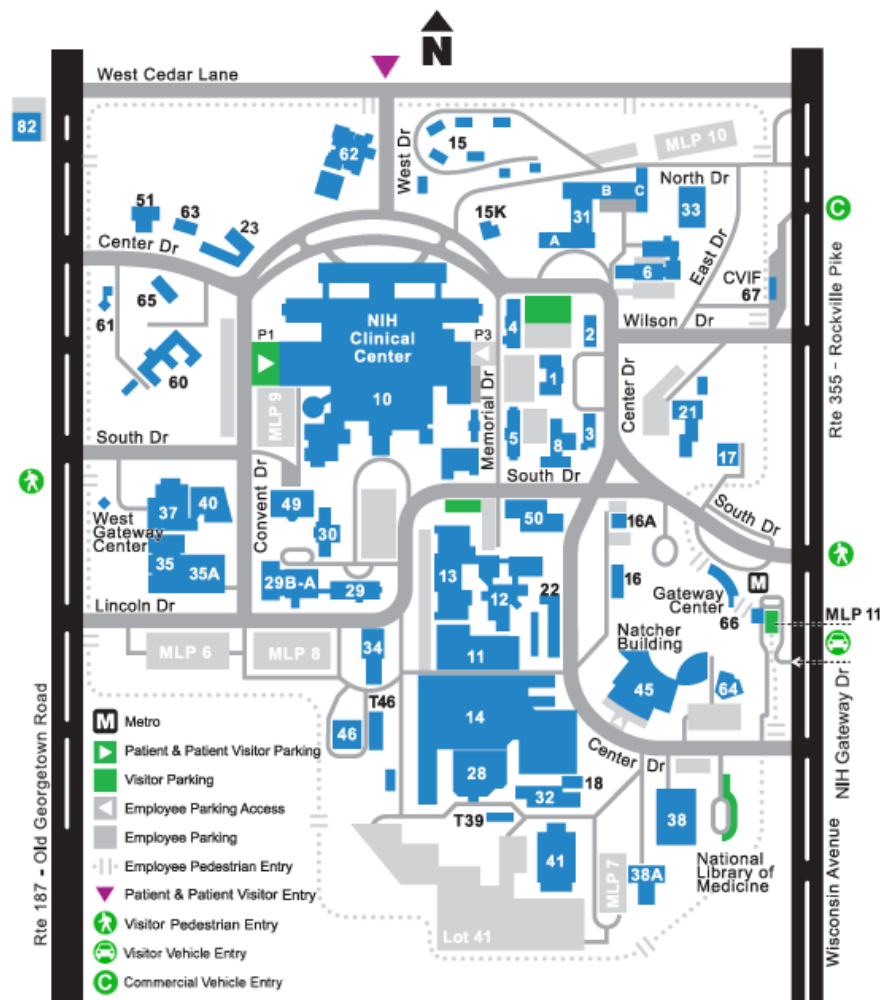 N
West Cedar Lane
82
62
West Dr
15
MLP 10
North Dr
51
63
23
15K
31
A
B
C
33
C
Center Dr
6
East Dr
CVIF
67
65
61
NIH
Clinical
Center
10
P1
P3
4
2
Wilson Dr
60
MLP 9
1
Memorial Dr
Center Dr
21
Rte 355 - Rockville Pike
5
8
3
17
South Dr
South Dr
South Dr
Convent Dr
37
40
West
Gateway
Center
49
30
50
16A
35
35A
13
16
M
29B-A
29
12
22
Gateway
Center
66
MLP 11
Lincoln Dr
34
11
Natcher
Building
MLP 6
MLP 8
45
64
T46
46
14
NIH Gateway Dr
Center Dr
28
18
32
38
T39
41
National
Library of
Medicine
MLP 7
38A
Lot 41
Wisconsin Avenue
Rte 187 - Old Georgetown Road
M Metro
Patient & Patient Visitor Parking
Visitor Parking
Employee Parking Access
Employee Parking
Employee Pedestrian Entry
Patient & Patient Visitor Entry
Visitor Pedestrian Entry
Visitor Vehicle Entry
C Commercial Vehicle Entry